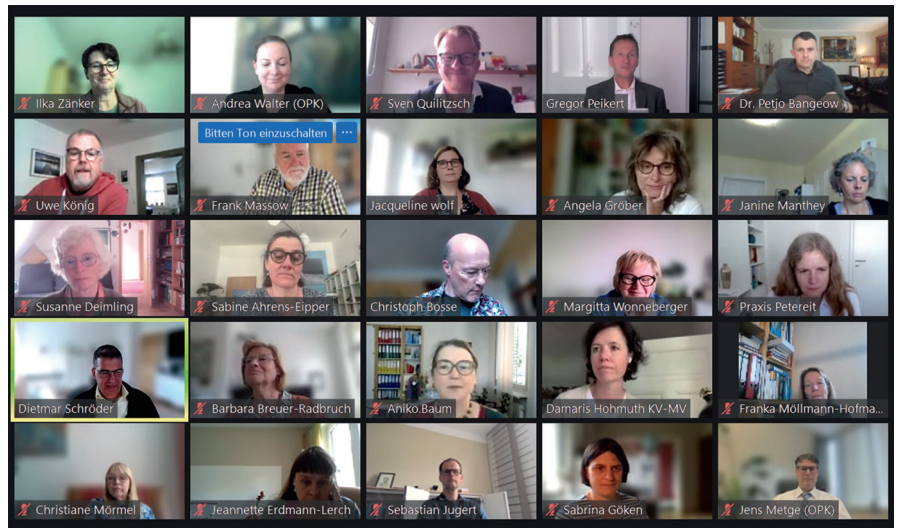 Ilka Zänker
Andrea Walter (OPK)
Sven Quilitzsch
Gregor Peikert
Dr. Petjo Bangeow
Bitten Ton einzuschalten ...
Uwe König
Frank Massow
Jacqueline wolf
Angela Gröber
Janine Manthey
Susanne Deimling
Sabine Ahrens-Eipper
Christoph Bosse
Margitta Wonneberger
Praxis Petereit
Dietmar Schröder
Barbara Breuer-Radbruch
Aniko.Baum
Damaris Hohmuth KV-MV
Franka Möllmann-Hofma...
Christiane Mörmel
Jeannette Erdmann-Lerch
Sebastian Jugert
Sabrina Göken
Jens Metge (OPK)